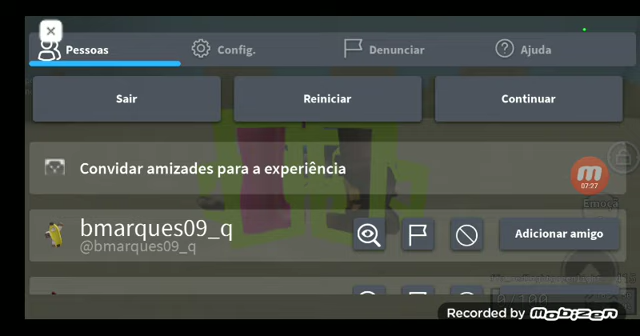 Pessoas
Config.
Denunciar
Ajuda
Sair
Reiniciar
Continuar
Convidar amizades para a experiência
07:27
bmarques09_q
@bmarques09_q
Adicionar amigo
Recorded by Mobizen